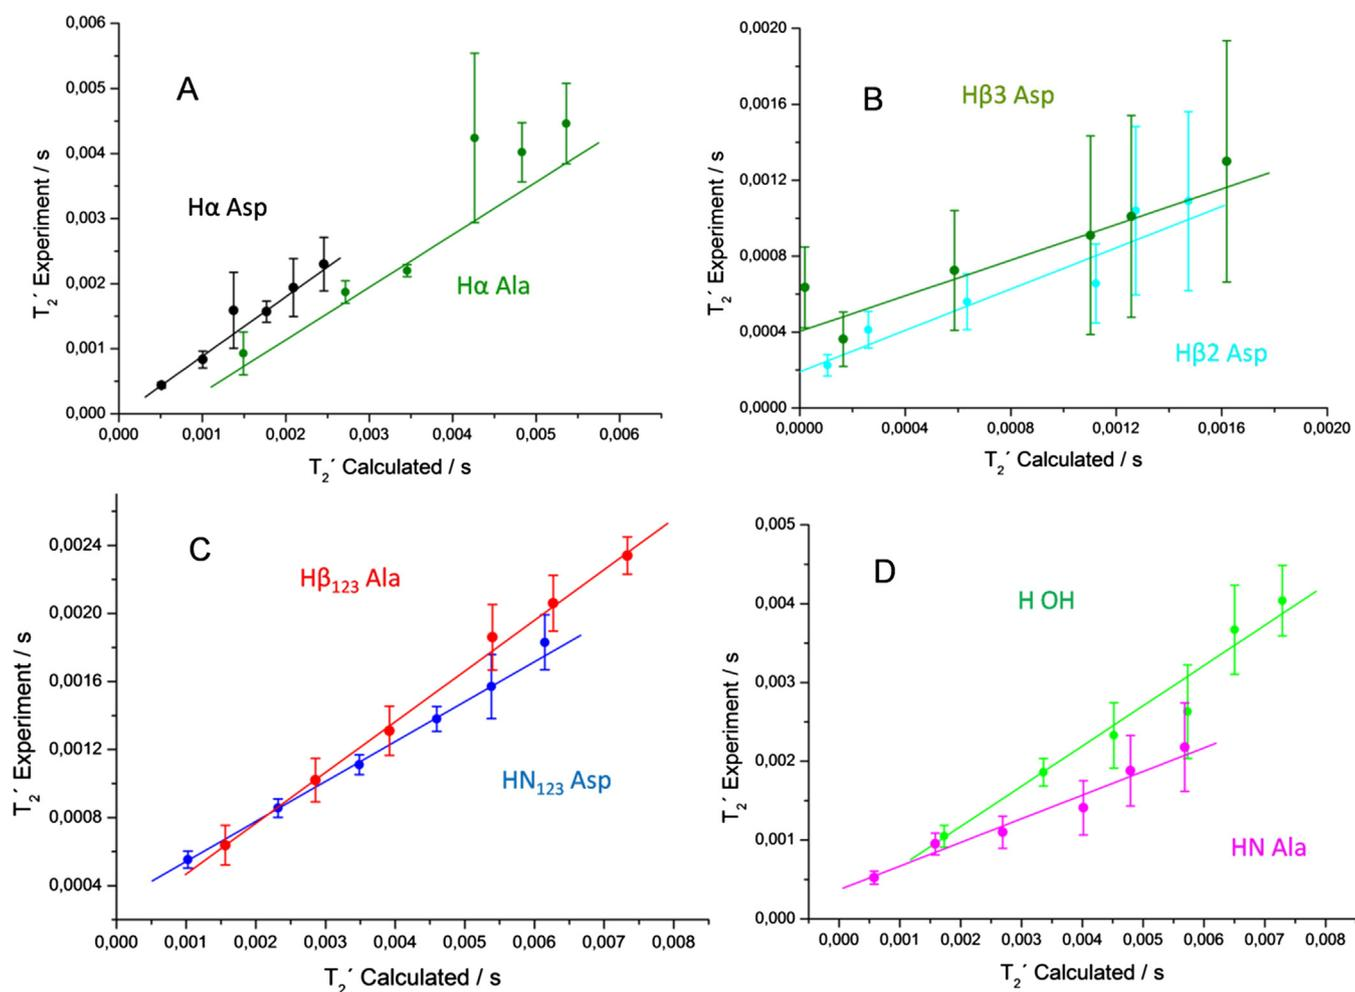 A
0,006
0,005
0,004
0,003
0,002
0,001
0,000
T2´ Experiment / s
Hα Asp
Hα Ala
0,000 0,001 0,002 0,003 0,004 0,005 0,006
T2´ Calculated / s
B
0,0020
0,0016
0,0012
0,0008
0,0004
0,0000
T2´ Experiment / s
Hβ3 Asp
Hβ2 Asp
0,0000 0,0004 0,0008 0,0012 0,0016 0,0020
T2´ Calculated / s
C
0,0024
0,0020
0,0016
0,0012
0,0008
0,0004
T2´ Experiment / s
Hβ123 Ala
HN123 Asp
0,000 0,001 0,002 0,003 0,004 0,005 0,006 0,007 0,008
T2´ Calculated / s
D
0,005
0,004
0,003
0,002
0,001
0,000
T2´ Experiment / s
H OH
HN Ala
0,000 0,001 0,002 0,003 0,004 0,005 0,006 0,007 0,008
T2´ Calculated / s